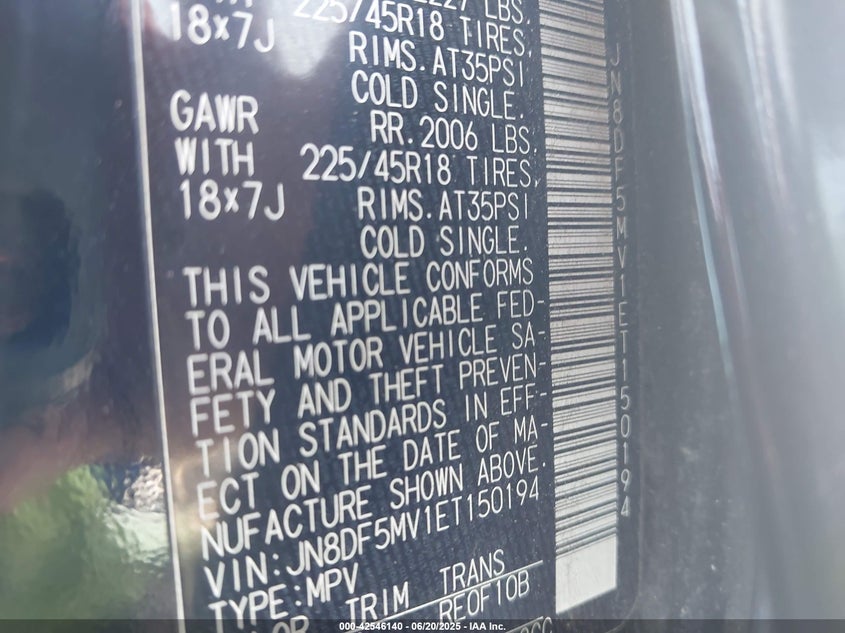 2227 LBS.
225/45R18 TIRES,
18x7J RIMS.AT35PSI
COLD SINGLE.
GAWR RR.2006 LBS.
WITH 225/45R18 TIRES,
18x7J RIMS.AT35PSI
COLD SINGLE.
THIS VEHICLE CONFORMS
TO ALL APPLICABLE FED-
ERAL MOTOR VEHICLE SA-
FETY AND THEFT PREVEN-
TION STANDARDS IN EFF-
ECT ON THE DATE OF MA-
NUFACTURE SHOWN ABOVE.
VIN:JN8DF5MV1ET150194
TYPE:MPV
TRIM TRANS
REOF10B
JN8DF5MV1ET150194
000-42546140 - 06/20/2025 - IAA Inc.